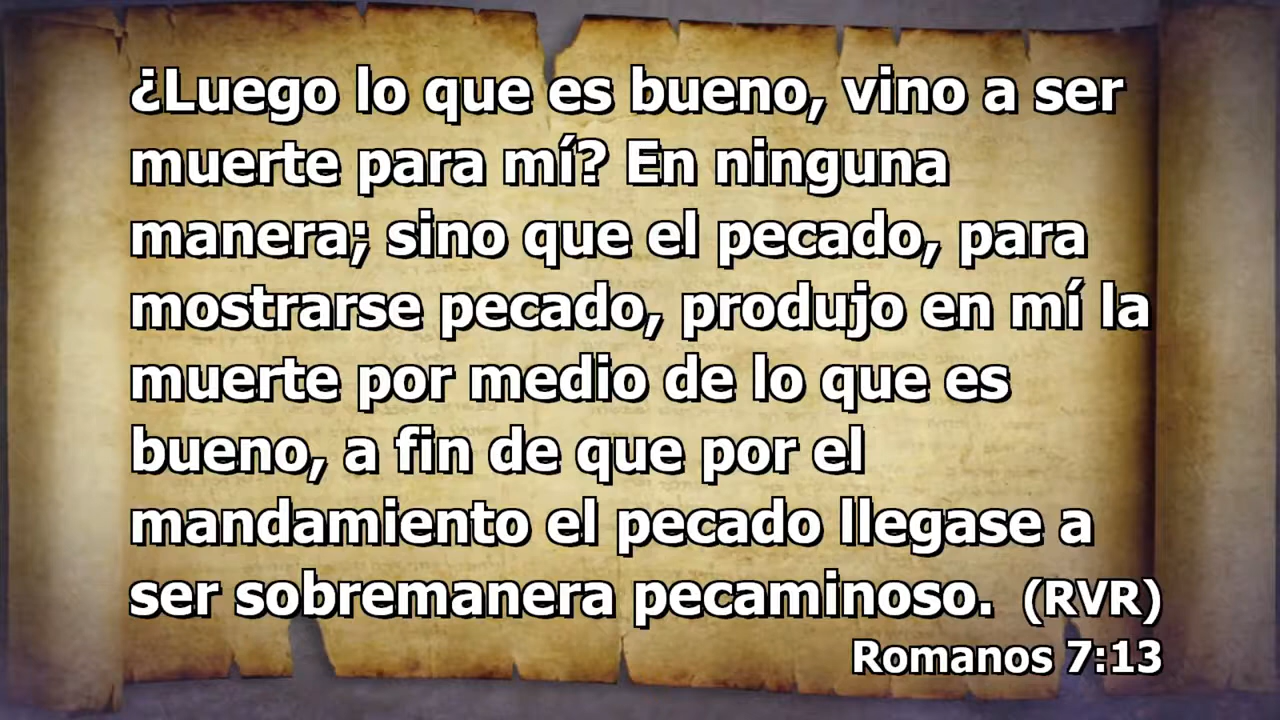 ¿Luego lo que es bueno, vino a ser
muerte para mí? En ninguna
manera; sino que el pecado, para
mostrarse pecado, produjo en mí la
muerte por medio de lo que es
bueno, a fin de que por el
mandamiento el pecado llegase a
ser sobremanera pecaminoso. (RVR)
Romanos 7:13